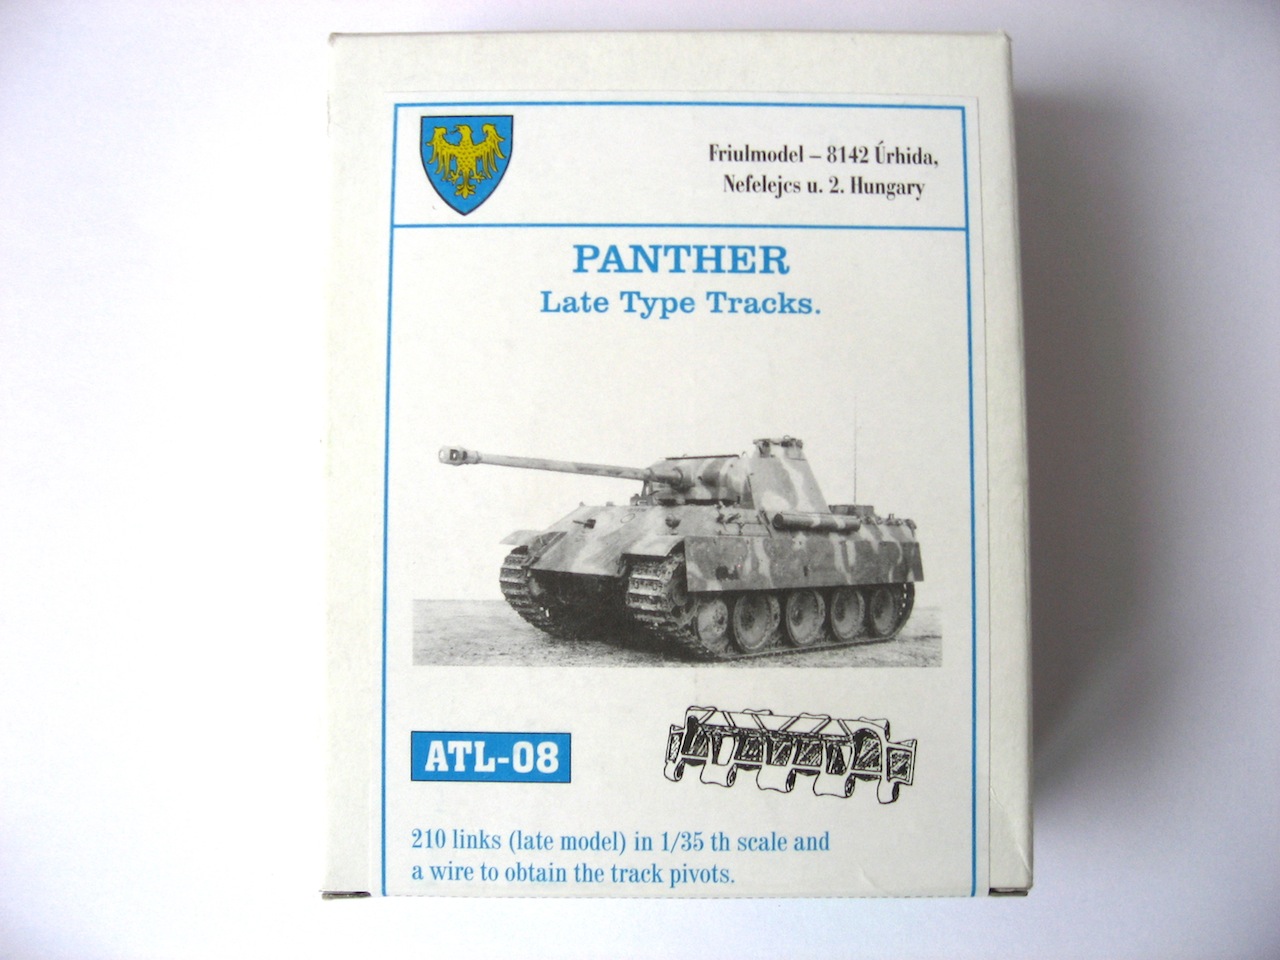 Friulmodel – 8142 Úrhida,
Nefelejcs u. 2. Hungary
PANTHER
Late Type Tracks.
ATL-08
210 links (late model) in 1/35 th scale and
a wire to obtain the track pivots.